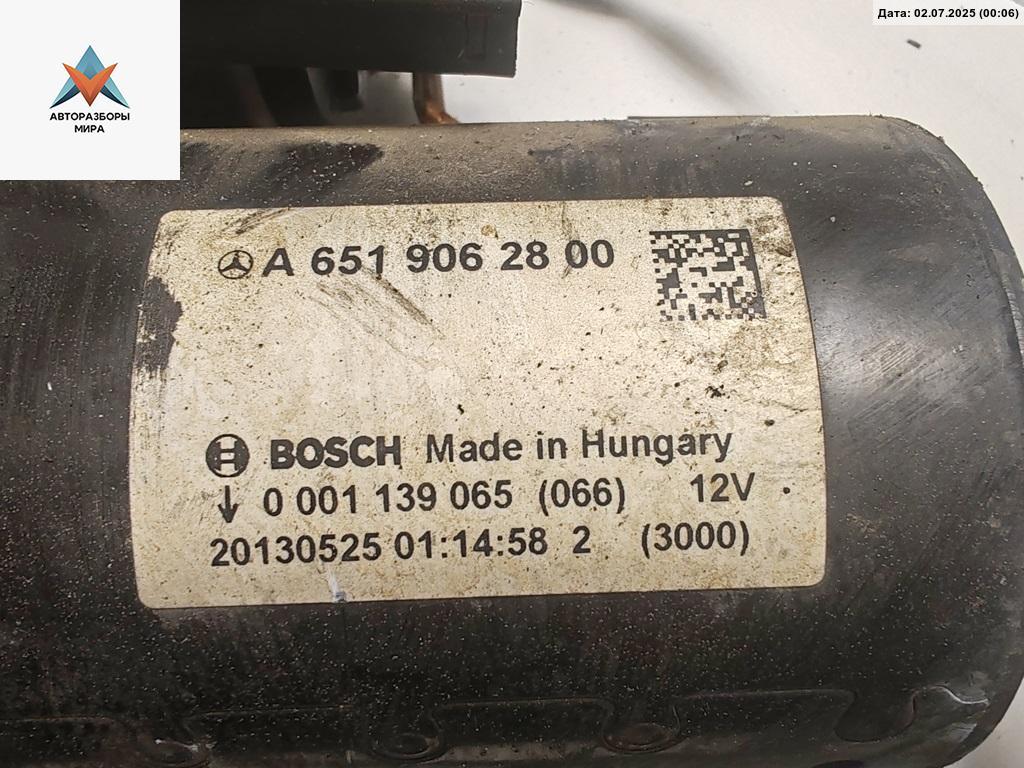 Дата: 02.07.2025 (00:06)
АВТОРАЗБОРЫ
МИРА
A 651 906 28 00
BOSCH Made in Hungary
0 001 139 065 (066) 12V
20130525 01:14:58 2 (3000)